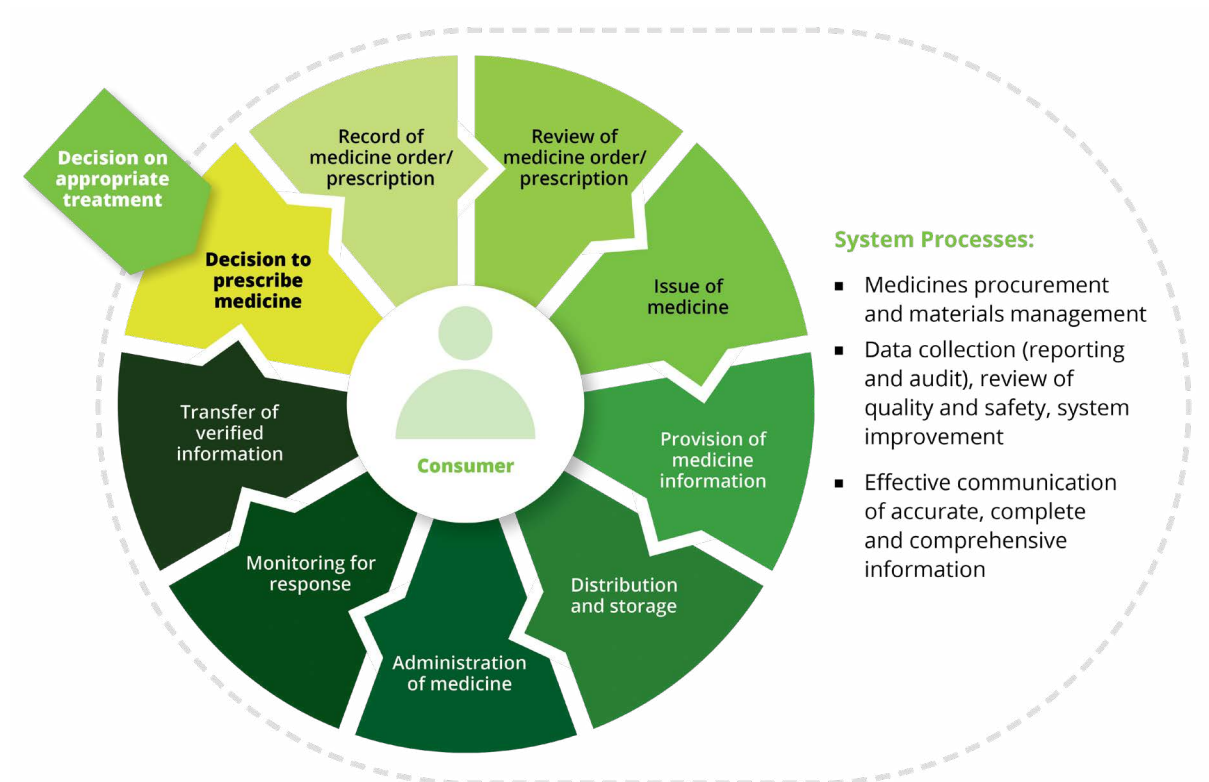 Decision on
appropriate
treatment
Decision to
prescribe
medicine
Record of
medicine order/
prescription
Review of
medicine order/
prescription
Issue of
medicine
Provision of
medicine
information
Distribution
and storage
Administration
of medicine
Monitoring for
response
Transfer of
verified
information
Consumer
System Processes:
▪ Medicines procurement
and materials management
▪ Data collection (reporting
and audit), review of
quality and safety, system
improvement
▪ Effective communication
of accurate, complete
and comprehensive
information